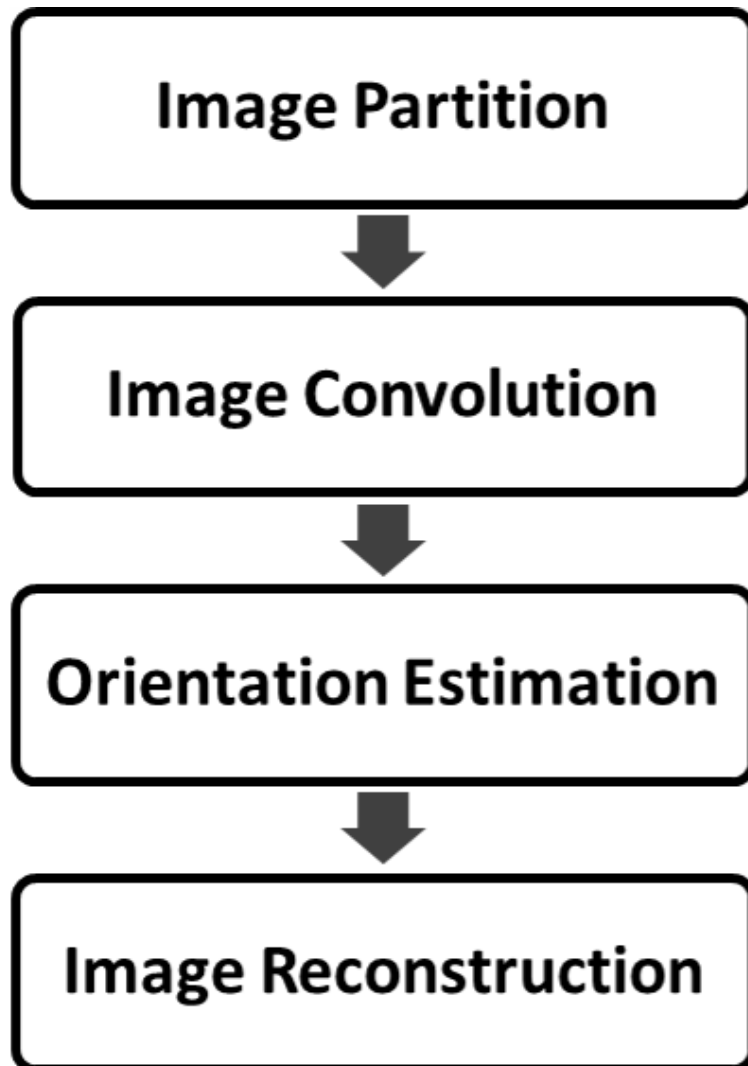 Image Partition
Image Convolution
Orientation Estimation
Image Reconstruction